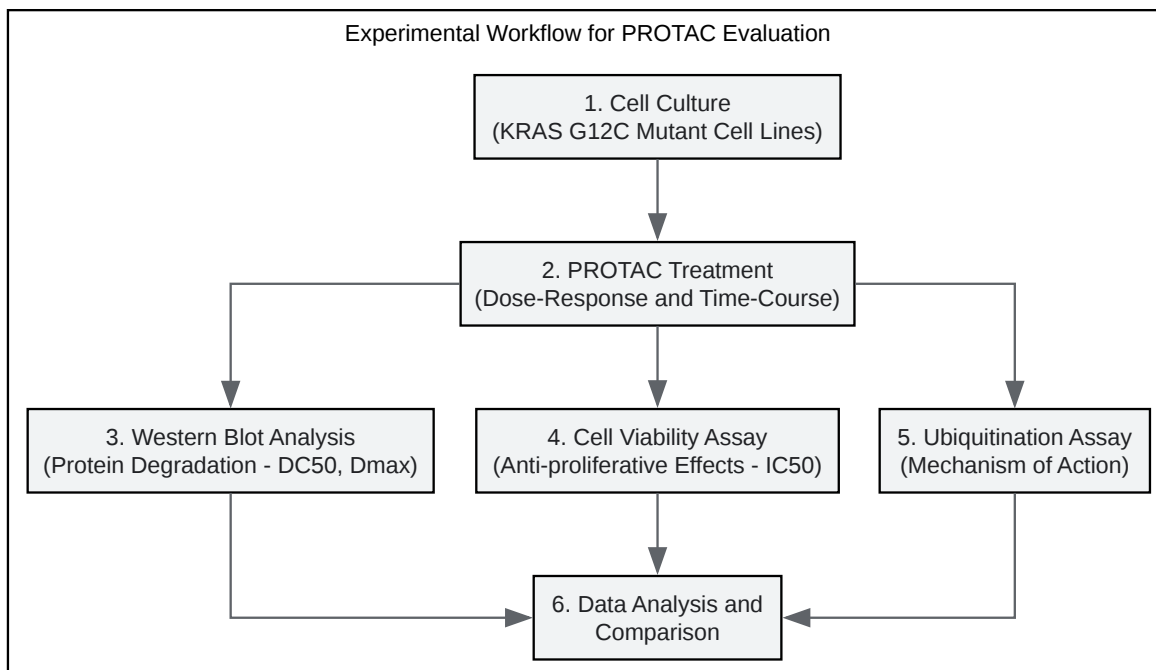 Experimental Workflow for PROTAC Evaluation
1. Cell Culture
(KRAS G12C Mutant Cell Lines)
2. PROTAC Treatment
(Dose-Response and Time-Course)
3. Western Blot Analysis
(Protein Degradation - DC50, Dmax)
4. Cell Viability Assay
(Anti-proliferative Effects - IC50)
5. Ubiquitination Assay
(Mechanism of Action)
6. Data Analysis and
Comparison